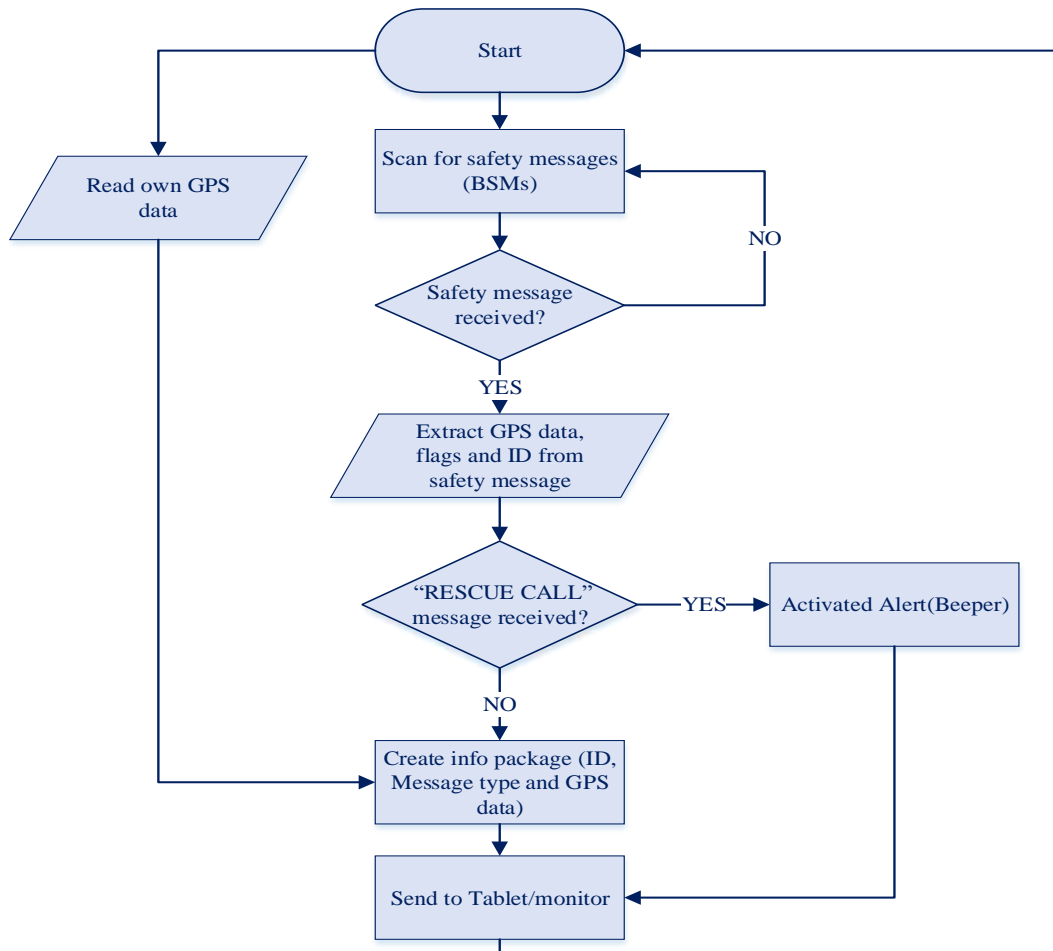 Start
Scan for safety messages
(BSMs)
Read own GPS
data
NO
Safety message
received?
YES
Extract GPS data,
flags and ID from
safety message
“RESCUE CALL”
message received?
YES
Activated Alert(Beeper)
NO
Create info package (ID,
Message type and GPS
data)
Send to Tablet/monitor